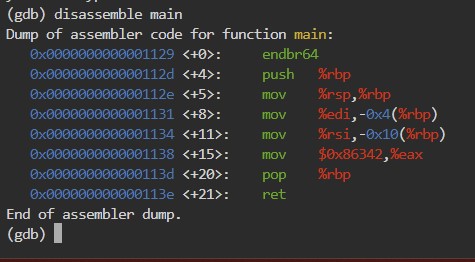 (gdb) disassemble main
Dump of assembler code for function main:
0x0000000000001129 <+0>: endbr64
0x000000000000112d <+4>: push %rbp
0x000000000000112e <+5>: mov %rsp,%rbp
0x0000000000001131 <+8>: mov %edi,-0x4(%rbp)
0x0000000000001134 <+11>: mov %rsi,-0x10(%rbp)
0x0000000000001138 <+15>: mov $0x86342,%eax
0x000000000000113d <+20>: pop %rbp
0x000000000000113e <+21>: ret
End of assembler dump.
(gdb)